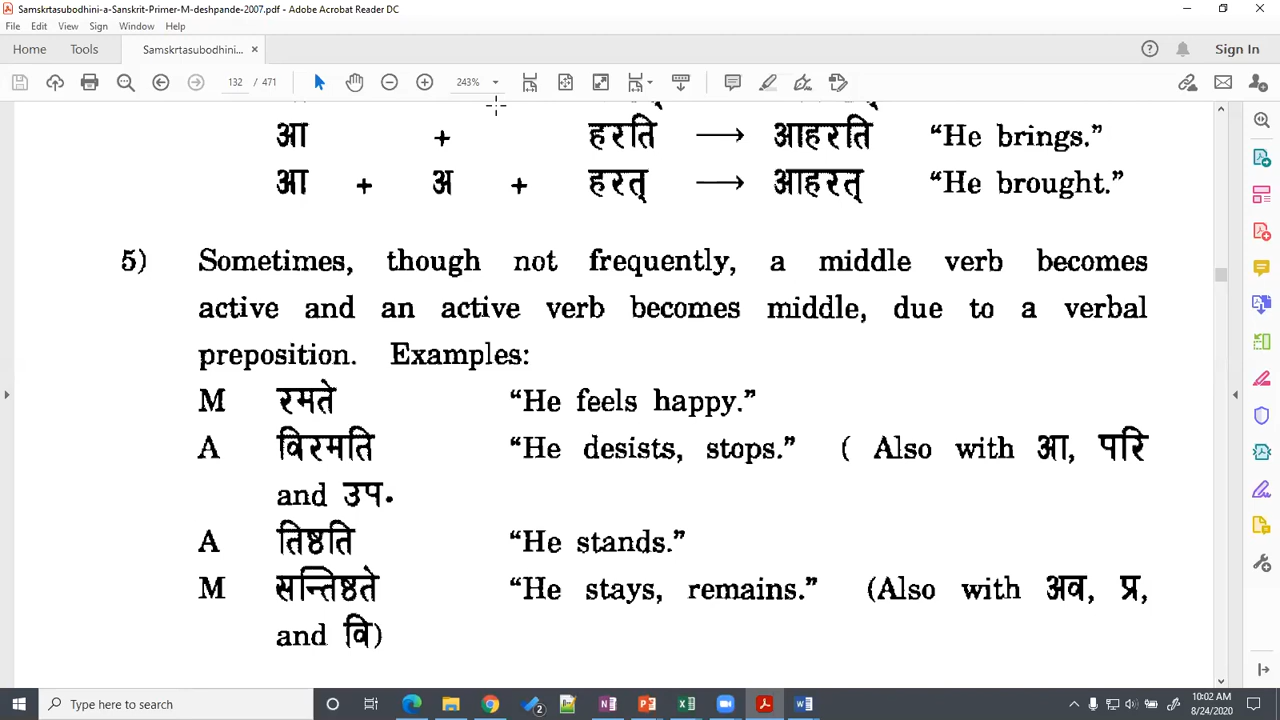 Samskrtasubodhini-a-Sanskrit-Primer-M-deshpande-2007.pdf - Adobe Acrobat Reader DC
File Edit View Sign Window Help
Home Tools Samskrtasubodhini... × Sign In
132 / 471 243%
आ + हरति ⟶ आहरति “He brings.”
आ + अ + हरत् ⟶ आहरत् “He brought.”
5) Sometimes, though not frequently, a middle verb becomes
active and an active verb becomes middle, due to a verbal
preposition. Examples:
M रमते “He feels happy.”
A विरमति “He desists, stops.” ( Also with आ, परि
and उप.
A तिष्ठति “He stands.”
M सन्तिष्ठते “He stays, remains.” (Also with अव, प्र,
and वि)
Type here to search 2 10:02 AM
8/24/2020